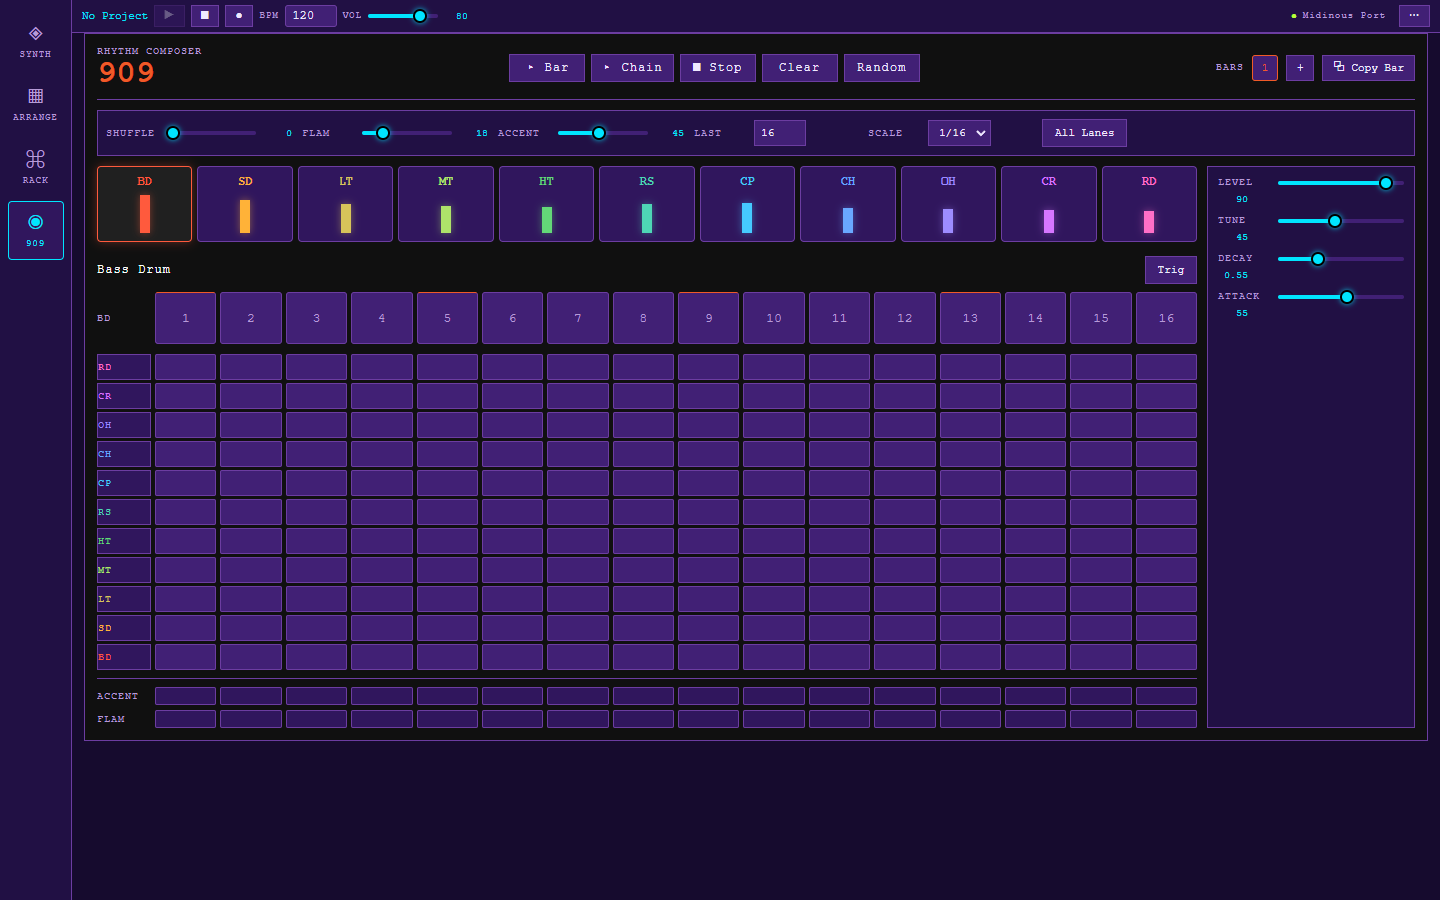 No Project BPM 120 VOL 80 Midinous Port ...
SYNTH
ARRANGE
RACK
909
RHYTHM COMPOSER
909
Bar Chain Stop Clear Random
BARS 1 + Copy Bar
SHUFFLE 0 FLAM 18 ACCENT 45 LAST 16 SCALE 1/16 All Lanes
BD SD LT MT HT RS CP CH OH CR RD
LEVEL
90
TUNE
45
DECAY
0.55
ATTACK
55
Bass Drum Trig
BD 1 2 3 4 5 6 7 8 9 10 11 12 13 14 15 16
RD
CR
OH
CH
CP
RS
HT
MT
LT
SD
BD
ACCENT
FLAM